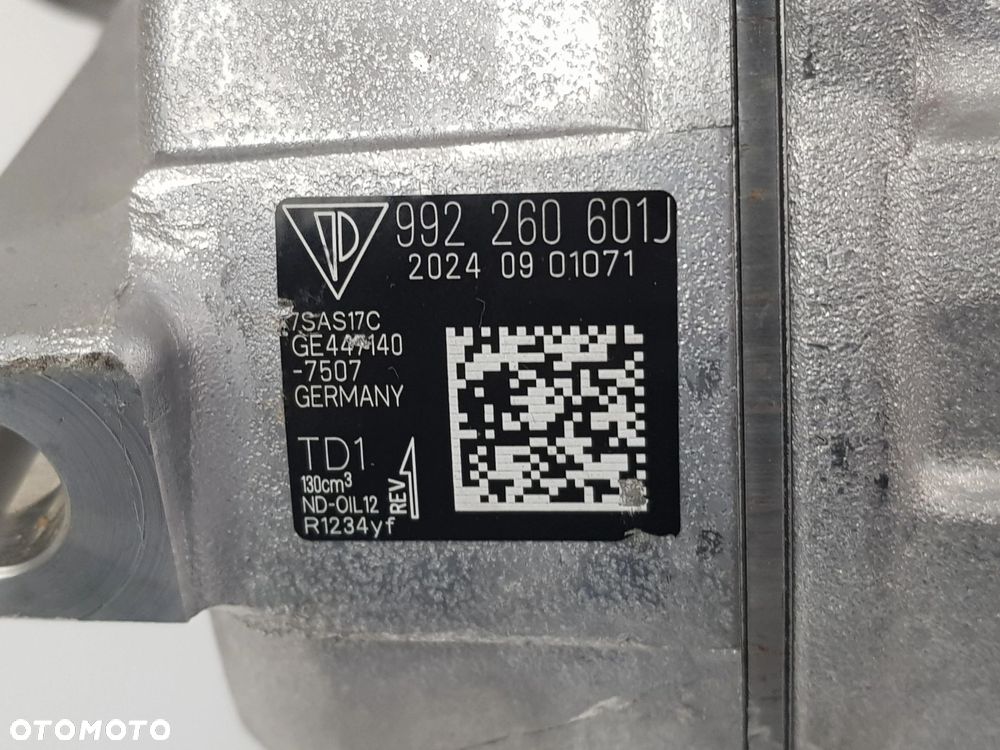 992 260 601J
2024 09 01071
7SAS17C
GE447140
-7507
GERMANY
TD1
130cm³
ND-OIL12
R1234yf
REV
OTOMOTO